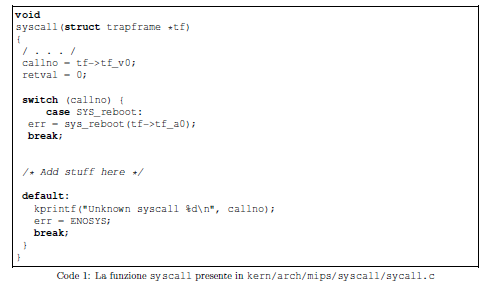 void
syscall(struct trapframe *tf)
{
/ . . . /
callno = tf->tf_v0;
retval = 0;
switch (callno) {
case SYS_reboot:
err = sys_reboot(tf->tf_a0);
break;
/* Add stuff here */
default:
kprintf("Unknown syscall %d\n", callno);
err = ENOSYS;
break;
}
}
Code 1: La funzione syscall presente in kern/arch/mips/syscall/sycall.c